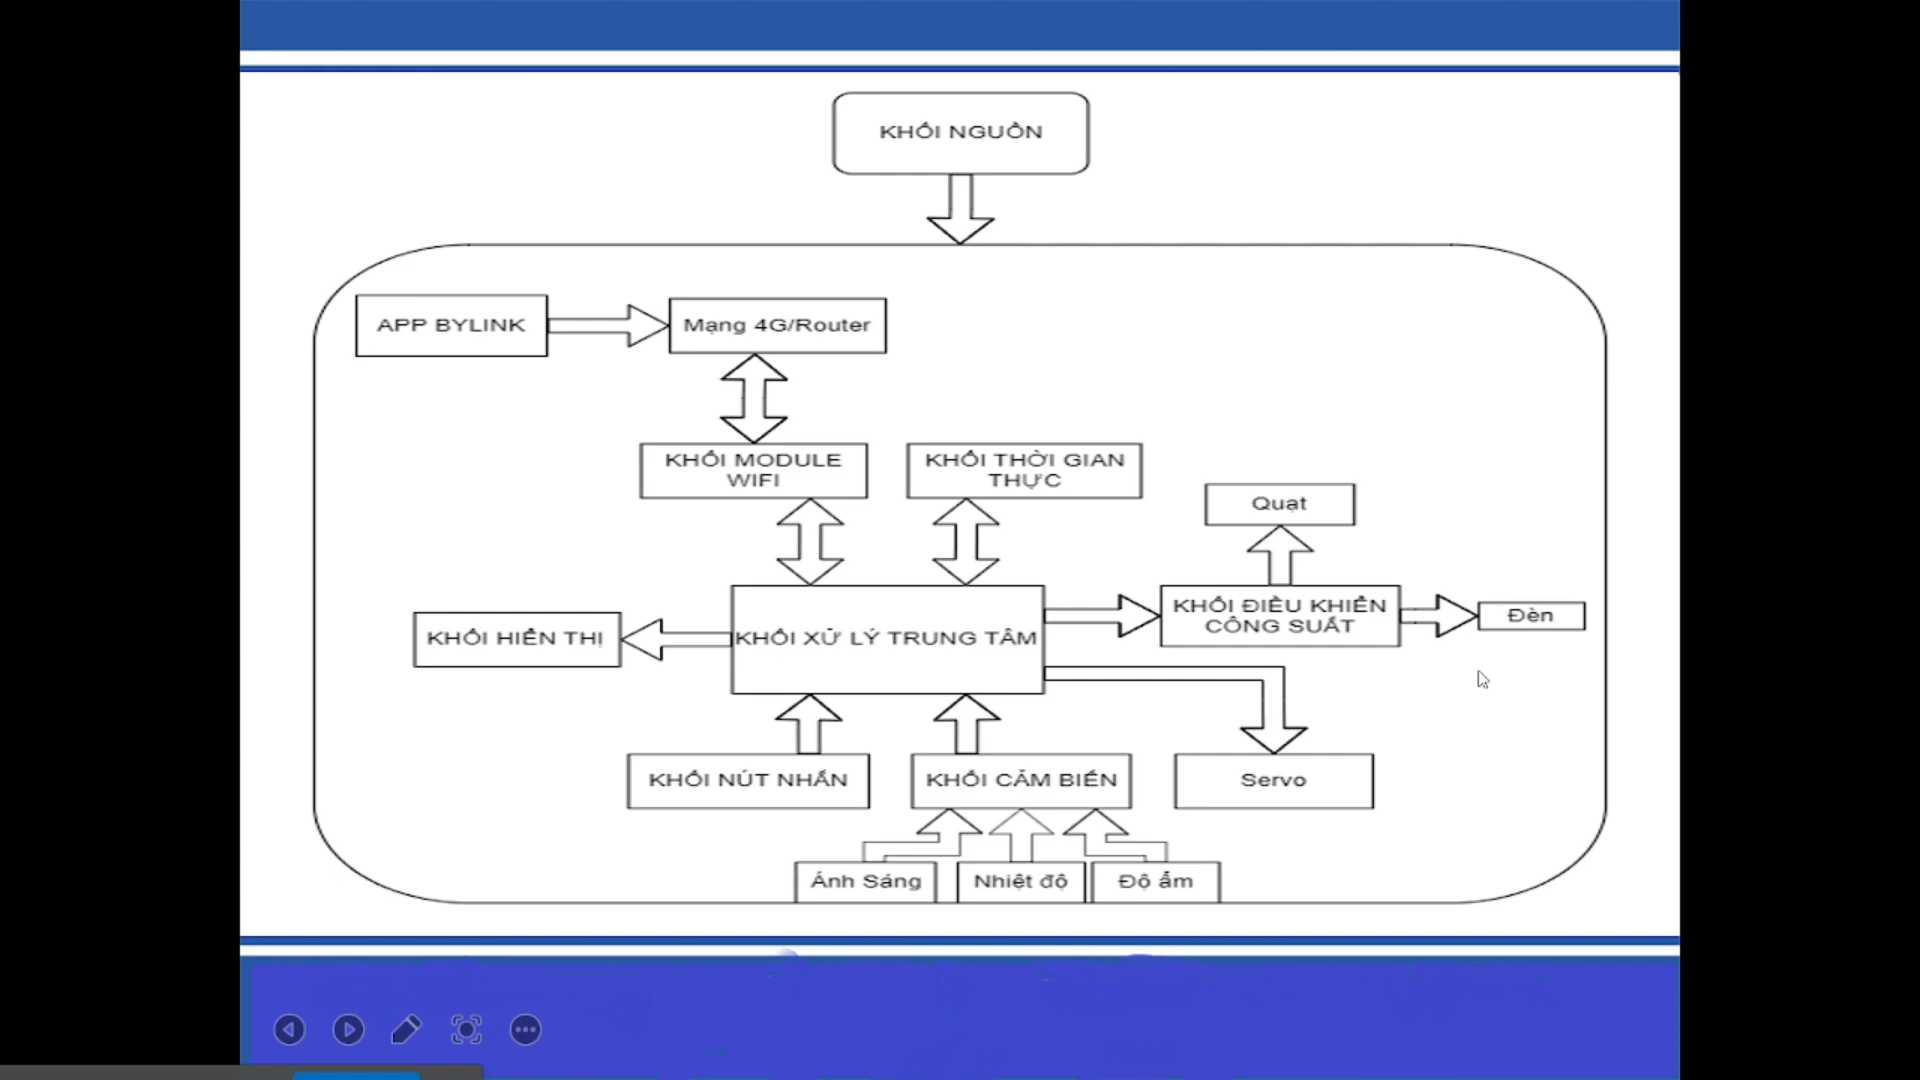 KHỐI NGUỒN
APP BYLINK
Mạng 4G/Router
KHỐI MODULE
WIFI
KHỐI THỜI GIAN
THỰC
Quạt
KHỐI HIỂN THỊ
KHỐI XỬ LÝ TRUNG TÂM
KHỐI ĐIỀU KHIỂN
CÔNG SUẤT
Đèn
KHỐI NÚT NHẤN
KHỐI CẢM BIẾN
Servo
Ánh Sáng
Nhiệt độ
Độ ẩm